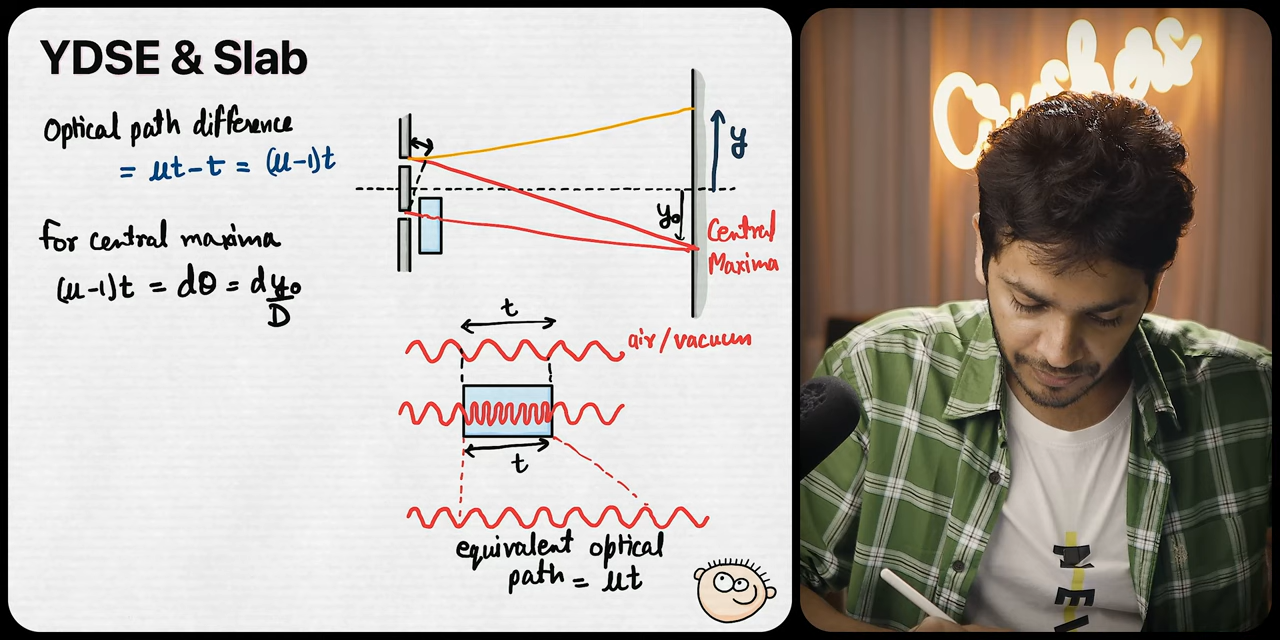 YDSE & Slab
Optical path difference
= μt-t = (μ-1)t
for central maxima
(μ-1)t = dθ = dy₀
D
y
y₀
Central
Maxima
t
air/vacuum
t
equivalent optical
path = μt
Crushers